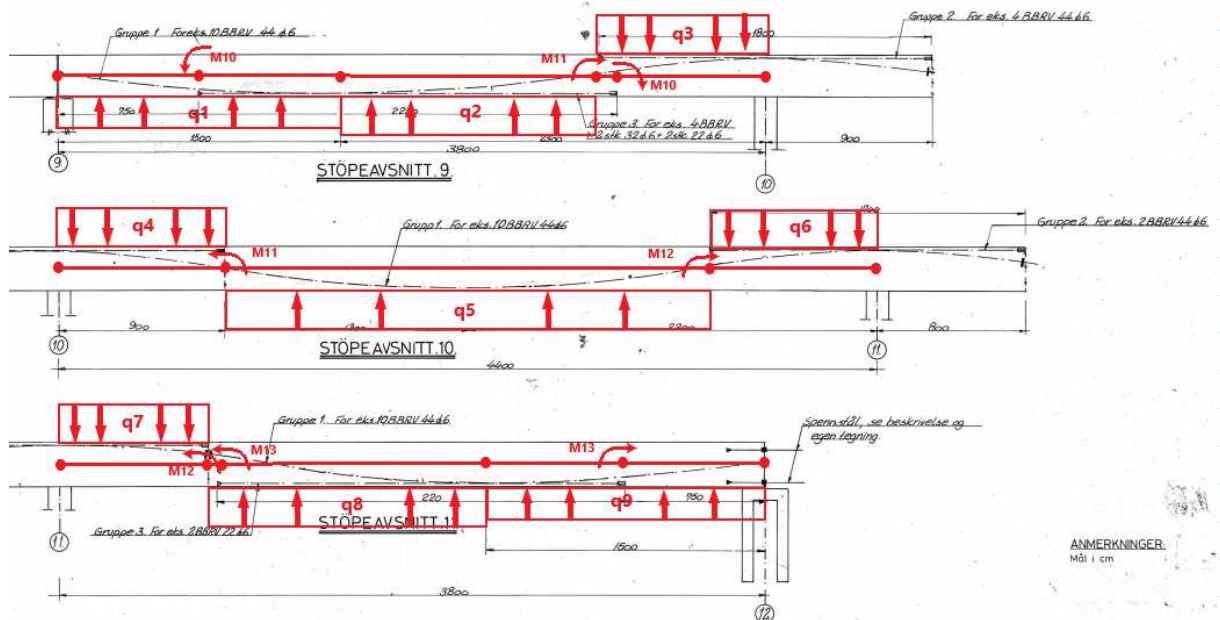 q3
1800
Gruppe 2. For eks. 4 BBRV 44 ϕ6.
Gruppe 1 For eks. 10 BBRV 44 ϕ6
M10
M11
M10
q1
q2
750
Gruppe 3. For eks. 4 BBRV
2 stk. 32 ϕ6 + 2 stk. 22 ϕ6
1500
2300
900
3800
9
STÖPEAVSNITT. 9.
10
q4
q6
Gruppe 1. For eks. 10 BBRV 44ϕ6
Gruppe 2. For eks. 2 BBRV 44 ϕ6
M11
M12
q5
900
2200
800
10
STÖPEAVSNITT. 10.
11
4400
q7
Gruppe 1. For eks. 10 BBRV 44 ϕ6
Spennstål, se beskrivelse og
egen tegning.
M13
M13
M12
q8
220
q9
750
Gruppe 3. For eks. 2 BBRV 22 ϕ6
STÖPEAVSNITT. 11
11
1500
ANMERKNINGER:
Mål i cm
3800
12